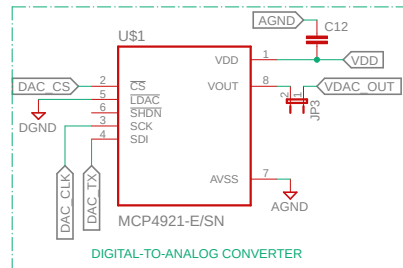 AGND
C12
U$1
VDD
1
VDD
DAC_CS
2
CS
VOUT
8
VDAC_OUT
5
LDAC
2
1
6
SHDN
JP3
DGND
3
SCK
4
SDI
DAC_CLK
DAC_TX
AVSS
7
AGND
MCP4921-E/SN
DIGITAL-TO-ANALOG CONVERTER